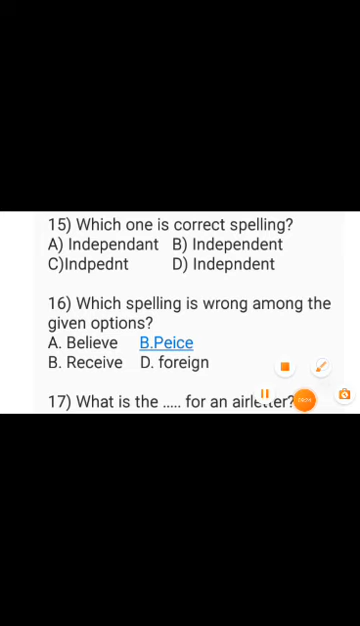 15) Which one is correct spelling?
A) Independant B) Independent
C)Indpednt D) Indepndent
16) Which spelling is wrong among the
given options?
A. Believe B.Peice
B. Receive D. foreign
17) What is the ..... for an airletter?